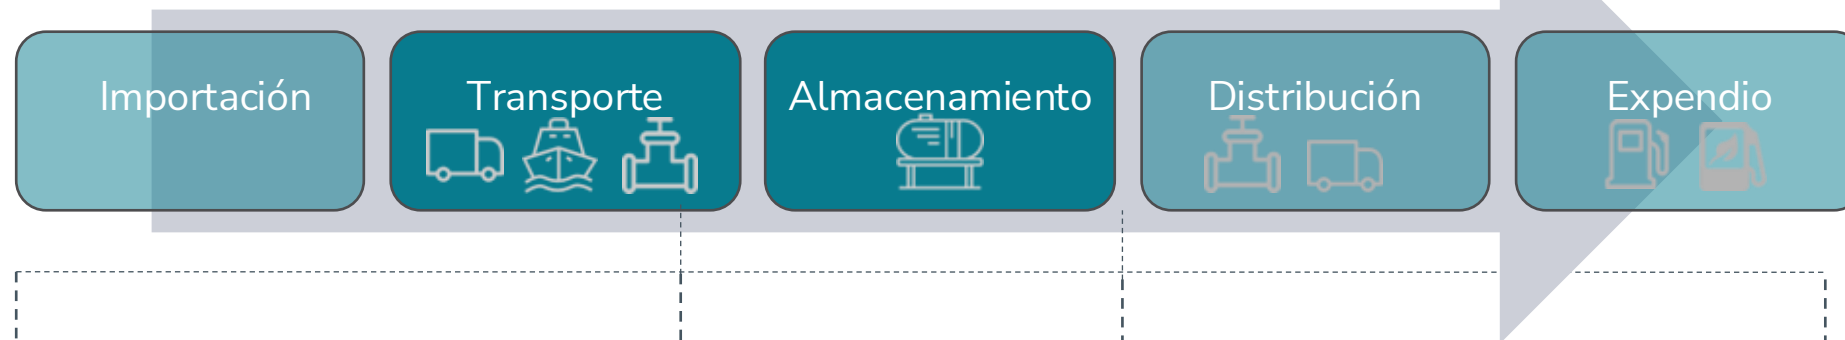 Importación
Transporte
Almacenamiento
Distribución
Expendio